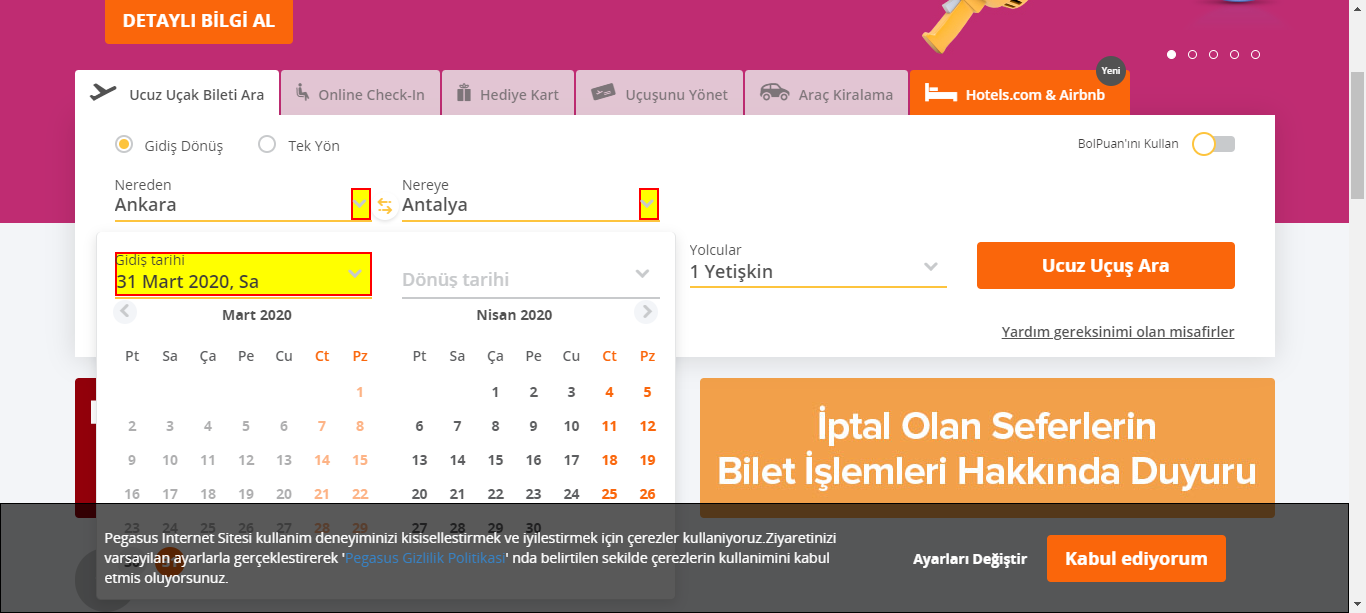 DETAYLI BİLGİ AL
Yeni
Ucuz Uçak Bileti Ara
Online Check-In
Hediye Kart
Uçuşunu Yönet
Araç Kiralama
Hotels.com & Airbnb
Gidiş Dönüş
Tek Yön
BolPuan'ını Kullan
Nereden
Ankara
Nereye
Antalya
Gidiş tarihi
31 Mart 2020, Sa
Dönüş tarihi
Yolcular
1 Yetişkin
Ucuz Uçuş Ara
Yardım gereksinimi olan misafirler
Mart 2020
Pt Sa Ça Pe Cu Ct Pz
1
2 3 4 5 6 7 8
9 10 11 12 13 14 15
16 17 18 19 20 21 22
23 24 25 26 27 28 29
30 31
Nisan 2020
Pt Sa Ça Pe Cu Ct Pz
1 2 3 4 5
6 7 8 9 10 11 12
13 14 15 16 17 18 19
20 21 22 23 24 25 26
27 28 29 30
İptal Olan Seferlerin
Bilet İşlemleri Hakkında Duyuru
Pegasus Internet Sitesi kullanim deneyiminizi kisisellestirmek ve iyilestirmek için çerezler kullaniyoruz.Ziyaretinizi
varsayilan ayarlarla gerçeklestirerek 'Pegasus Gizlilik Politikasi' nda belirtilen sekilde çerezlerin kullanimini kabul
etmis oluyorsunuz.
Ayarları Değiştir
Kabul ediyorum